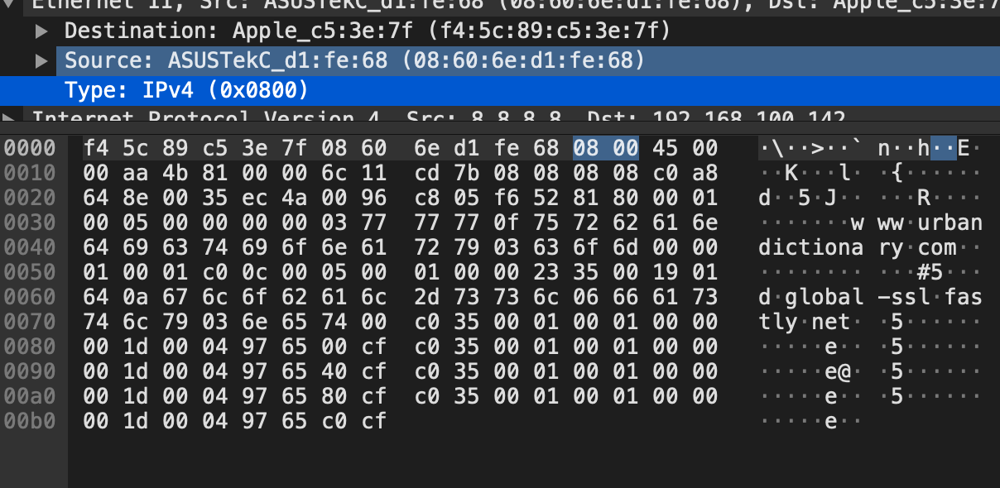 Ethernet II, Src: ASUSTekC_d1:fe:68 (08:60:6e:d1:fe:68), Dst: Apple_c5:3e:7
Destination: Apple_c5:3e:7f (f4:5c:89:c5:3e:7f)
Source: ASUSTekC_d1:fe:68 (08:60:6e:d1:fe:68)
Type: IPv4 (0x0800)
Internet Protocol Version 4, Src: 8.8.8.8, Dst: 192.168.100.142
0000 f4 5c 89 c5 3e 7f 08 60 6e d1 fe 68 08 00 45 00 ·\··>··` n··h··E·
0010 00 aa 4b 81 00 00 6c 11 cd 7b 08 08 08 08 c0 a8 ··K···l· ·{······
0020 64 8e 00 35 ec 4a 00 96 c8 05 f6 52 81 80 00 01 d··5·J·· ···R····
0030 00 05 00 00 00 00 03 77 77 77 0f 75 72 62 61 6e ·······w ww·urban
0040 64 69 63 74 69 6f 6e 61 72 79 03 63 6f 6d 00 00 dictiona ry·com··
0050 01 00 01 c0 0c 00 05 00 01 00 00 23 35 00 19 01 ········ ···#5···
0060 64 0a 67 6c 6f 62 61 6c 2d 73 73 6c 06 66 61 73 d·global -ssl·fas
0070 74 6c 79 03 6e 65 74 00 c0 35 00 01 00 01 00 00 tly·net· ·5······
0080 00 1d 00 04 97 65 00 cf c0 35 00 01 00 01 00 00 ·····e·· ·5······
0090 00 1d 00 04 97 65 40 cf c0 35 00 01 00 01 00 00 ·····e@· ·5······
00a0 00 1d 00 04 97 65 80 cf c0 35 00 01 00 01 00 00 ·····e·· ·5······
00b0 00 1d 00 04 97 65 c0 cf ·····e··